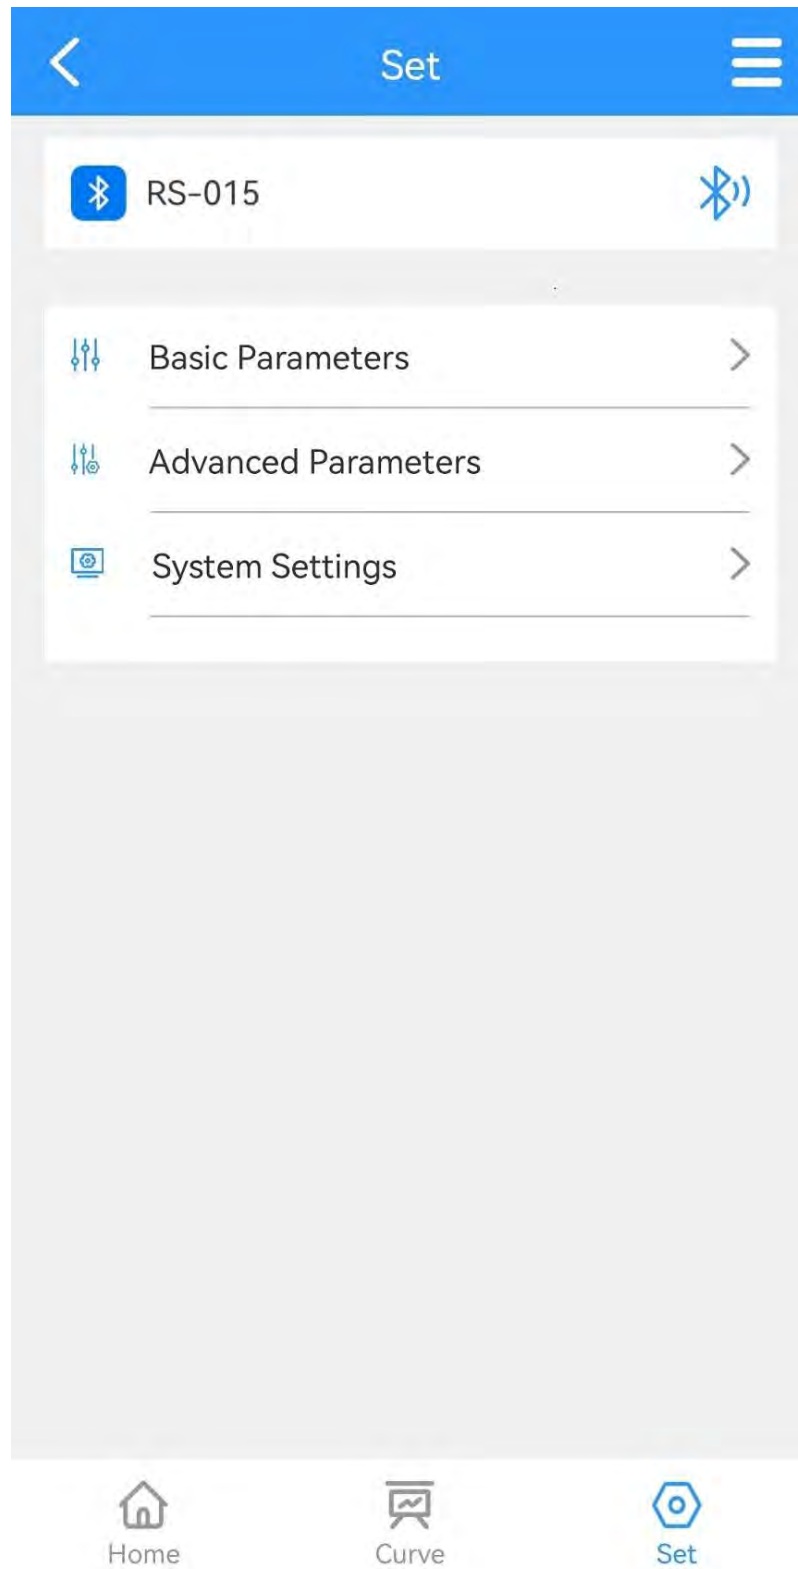 Set
RS-015
Basic Parameters
Advanced Parameters
System Settings
Home
Curve
Set